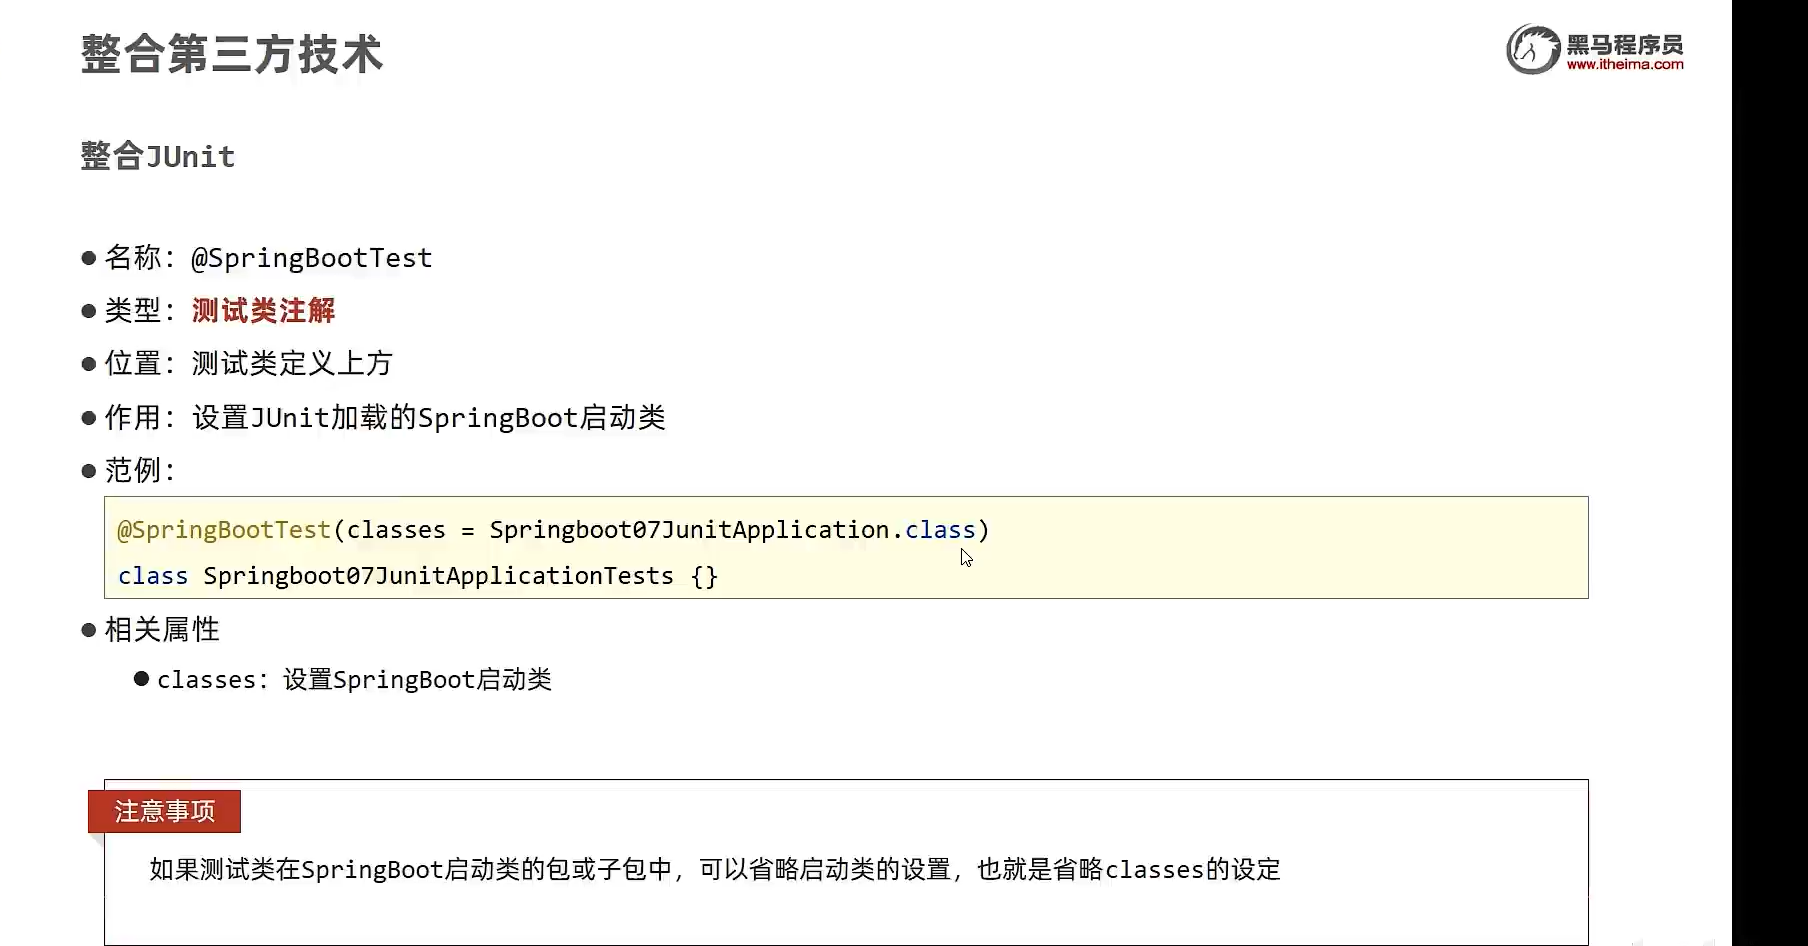 整合第三方技术
黑马程序员
www.itheima.com
整合JUnit
● 名称：@SpringBootTest
● 类型：测试类注解
● 位置：测试类定义上方
● 作用：设置JUnit加载的SpringBoot启动类
● 范例：
@SpringBootTest(classes = Springboot07JunitApplication.class)
class Springboot07JunitApplicationTests {}
● 相关属性
● classes：设置SpringBoot启动类
注意事项
如果测试类在SpringBoot启动类的包或子包中，可以省略启动类的设置，也就是省略classes的设定